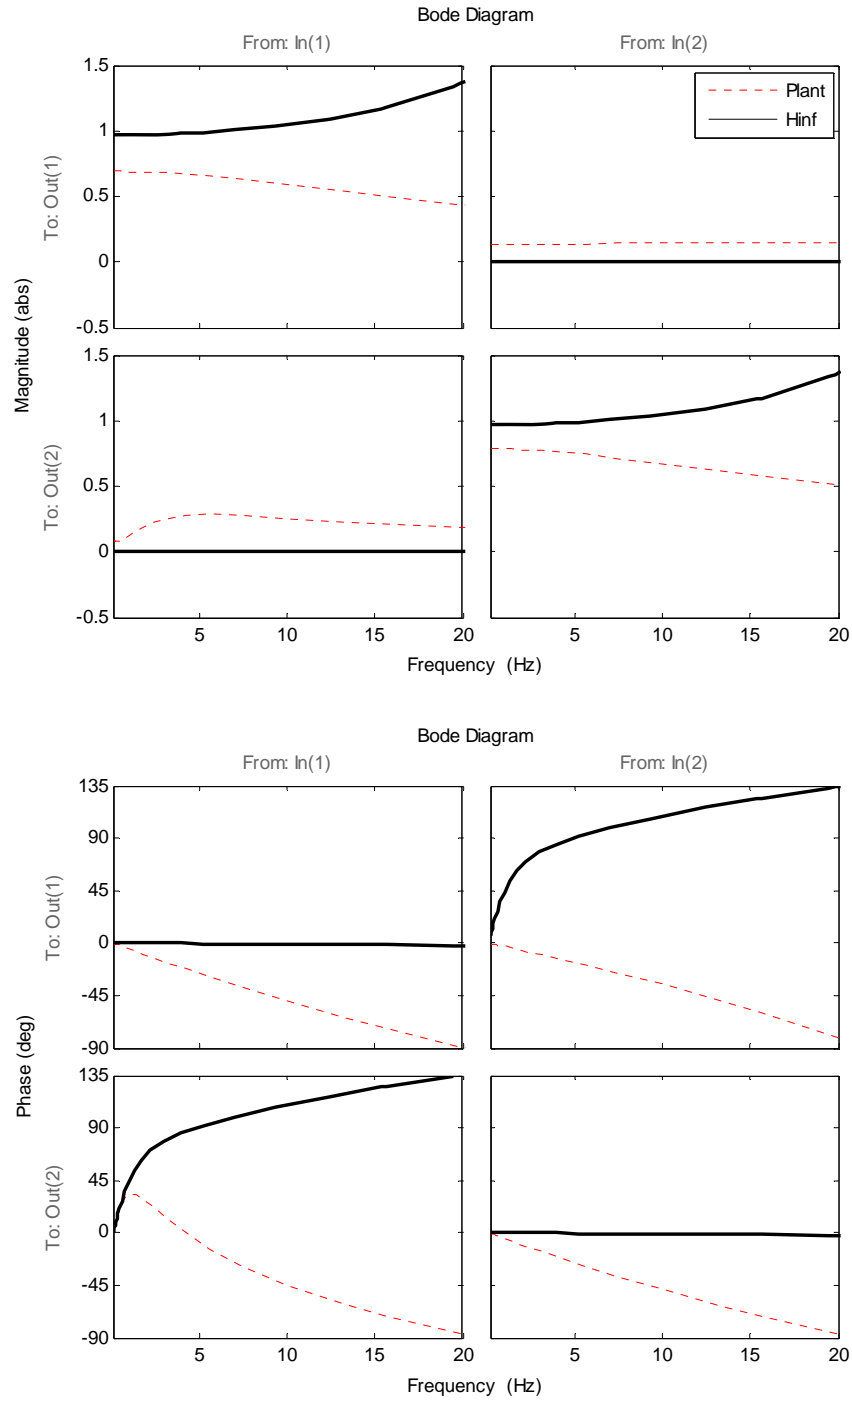 Bode Diagram
From: In(1)
From: In(2)
1.5
1
0.5
0
-0.5
To: Out(1)
Plant
Hinf
Magnitude (abs)
1.5
1
0.5
0
-0.5
To: Out(2)
5
10
15
20
5
10
15
20
Frequency (Hz)
Bode Diagram
From: In(1)
From: In(2)
135
90
45
0
-45
-90
To: Out(1)
Phase (deg)
135
90
45
0
-45
-90
To: Out(2)
5
10
15
20
5
10
15
20
Frequency (Hz)